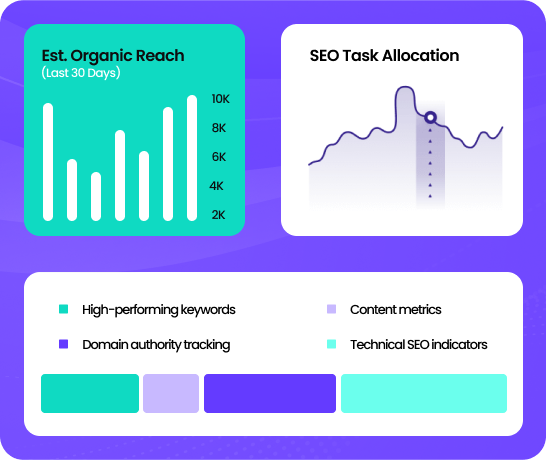 Est. Organic Reach
(Last 30 Days)
10K
8K
6K
4K
2K
SEO Task Allocation
High-performing keywords
Content metrics
Domain authority tracking
Technical SEO indicators